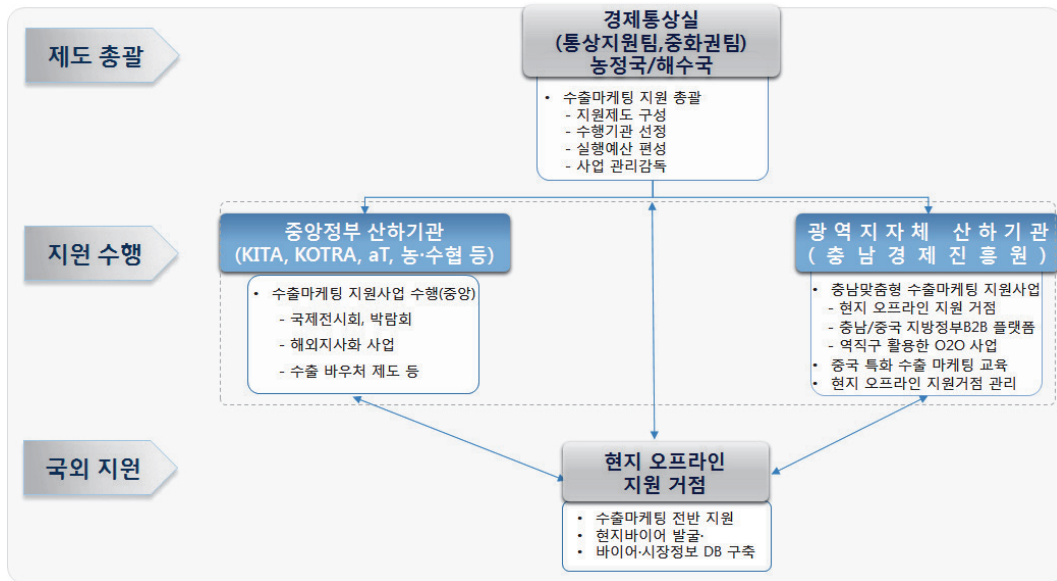 제도 총괄
경제통상실
(통상지원팀,중화권팀)
농정국/해수국
• 수출마케팅 지원 총괄
- 지원제도 구성
- 수행기관 선정
- 실행예산 편성
- 사업 관리감독
지원 수행
중앙정부 산하기관
(KITA, KOTRA, aT, 농·수협 등)
• 수출마케팅 지원사업 수행(중앙)
- 국제전시회, 박람회
- 해외지사화 사업
- 수출 바우처 제도 등
광역지자체 산하기관
(충남경제진흥원)
• 충남맞춤형 수출마케팅 지원사업
- 현지 오프라인 지원 거점
- 충남/중국 지방정부B2B 플랫폼
- 역직구 활용한 O2O 사업
• 중국 특화 수출 마케팅 교육
• 현지 오프라인 지원거점 관리
국외 지원
현지 오프라인
지원 거점
• 수출마케팅 전반 지원
• 현지바이어 발굴·
• 바이어·시장정보 DB 구축